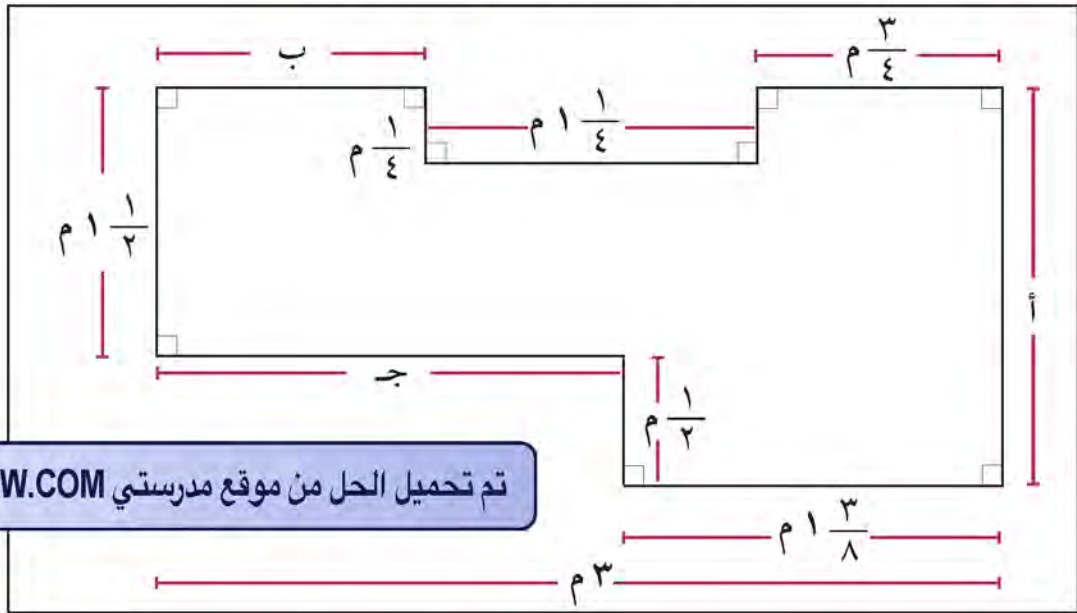 ٣/٤ م
ب
١ ١/٤ م
١/٤ م
١ ١/٢ م
أ
جـ
١/٢ م
تم تحميل الحل من موقع مدرستي W.COM
١ ٣/٨ م
٣ م